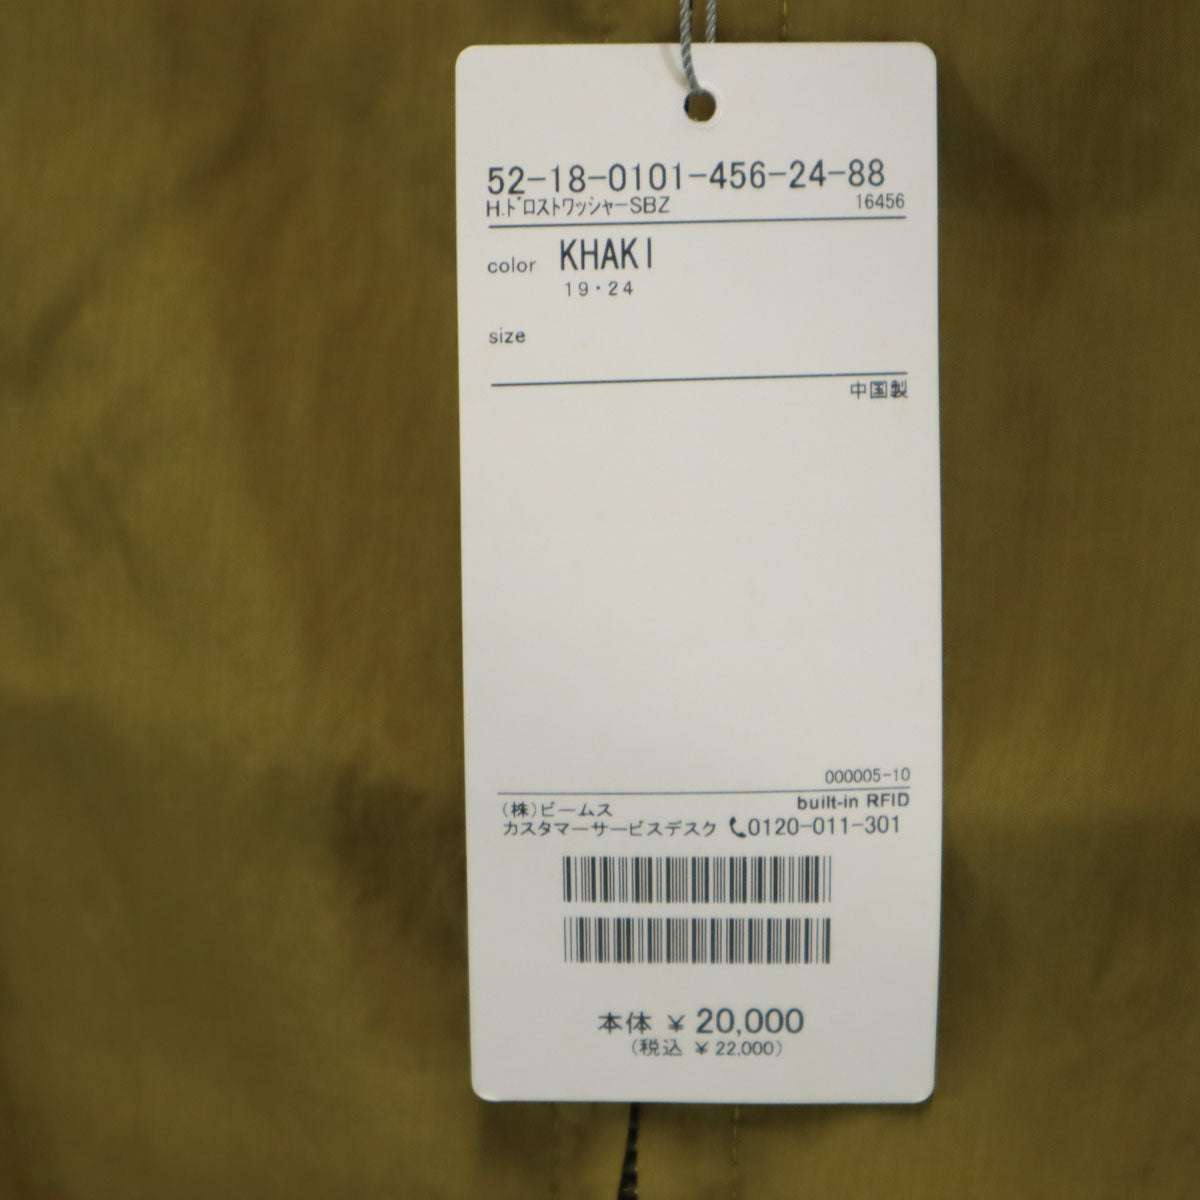 52-18-0101-456-24-88
H.ﾄﾞﾛｽﾄﾜｯｼｬｰSBZ 16456
color KHAKI
19・24
size
中国製
000005-10
built-in RFID
(株)ビームス
カスタマーサービスデスク 0120-011-301
本体 ¥ 20,000
(税込 ¥ 22,000)